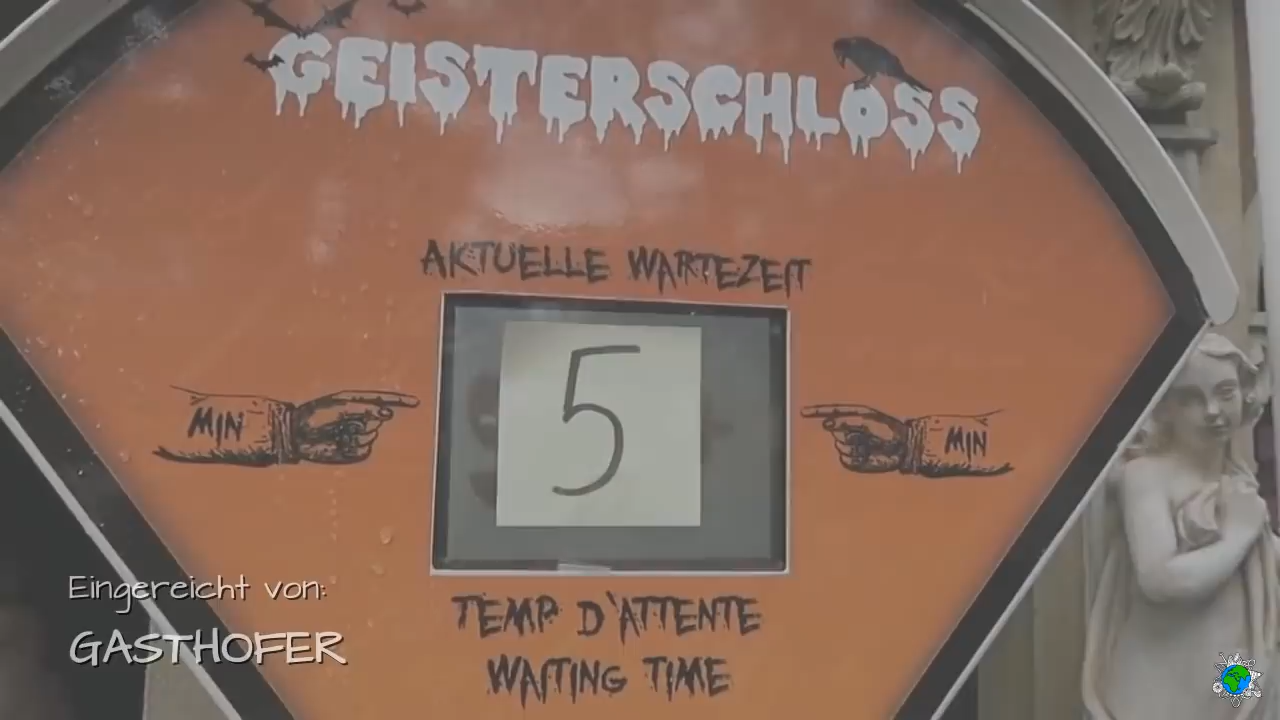 GEISTERSCHLOSS
AKTUELLE WARTEZEIT
MIN 5 MIN
TEMP D`ATTENTE
WAITING TIME
Eingereicht von:
GASTHOFER